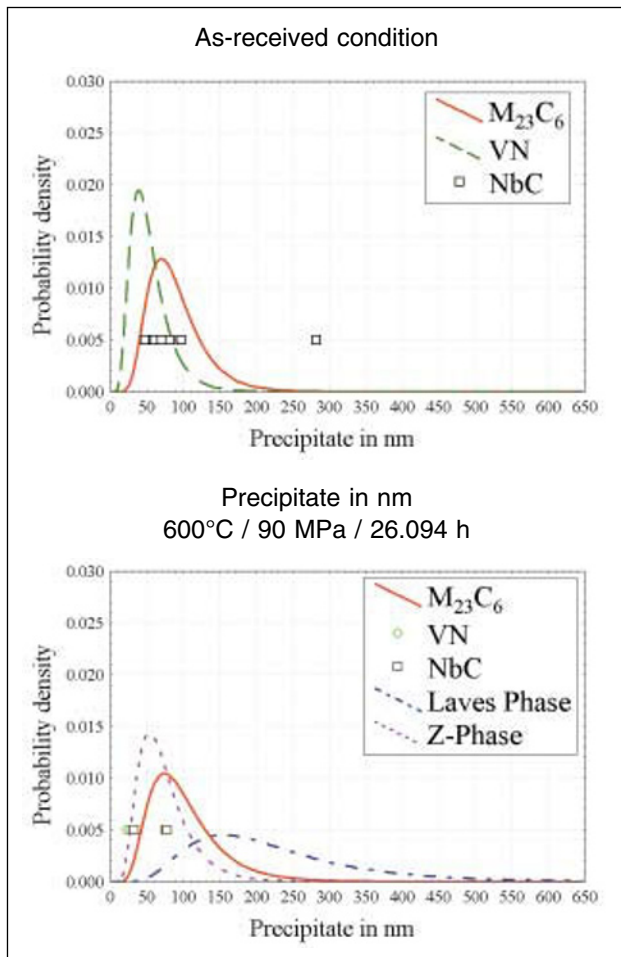 As-received condition
0.030
0.025
0.020
0.015
0.010
0.005
0.000
Probability density
M23C6
VN
NbC
0 50 100 150 200 250 300 350 400 450 500 550 600 650
Precipitate in nm
Precipitate in nm
600°C / 90 MPa / 26.094 h
0.030
0.025
0.020
0.015
0.010
0.005
0.000
Probability density
M23C6
VN
NbC
Laves Phase
Z-Phase
0 50 100 150 200 250 300 350 400 450 500 550 600 650
Precipitate in nm